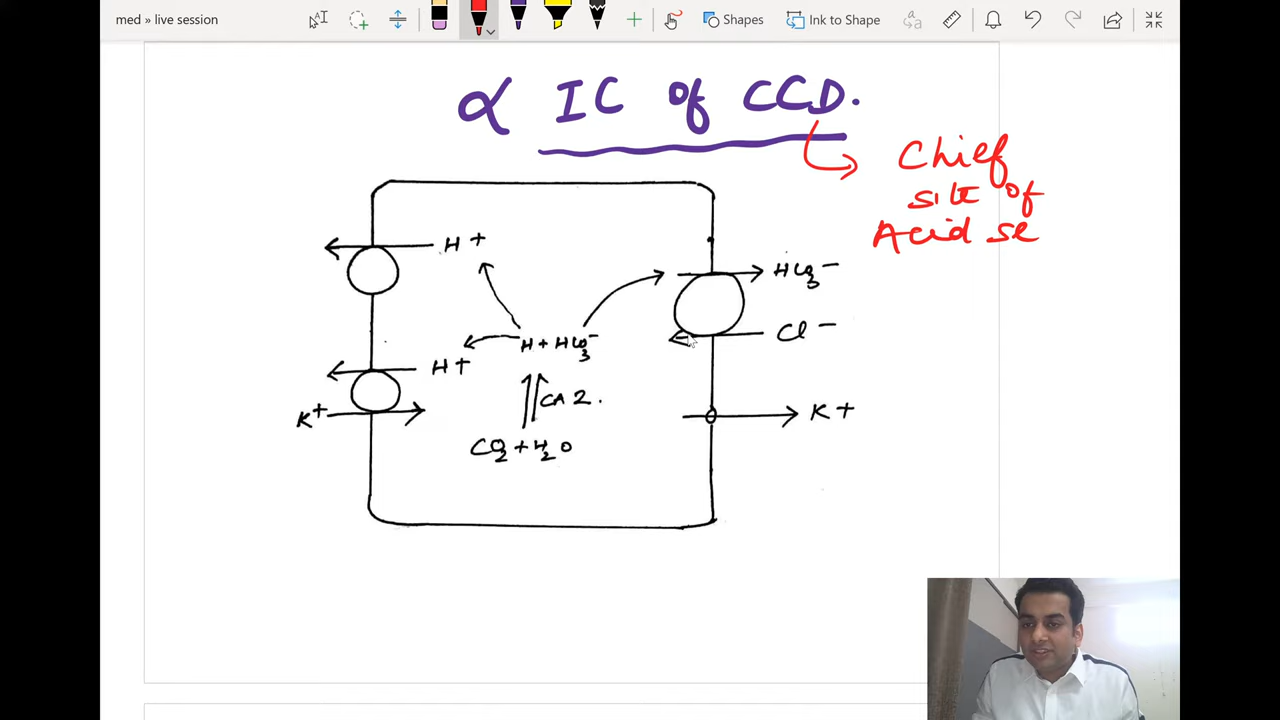 med » live session
Shapes
Ink to Shape
α IC of CCD.
Chief
site of
Acid se
H+
HCO3−
H + HCO3−
Cl−
H+
CA 2.
K+
K+
CO2 + H2O